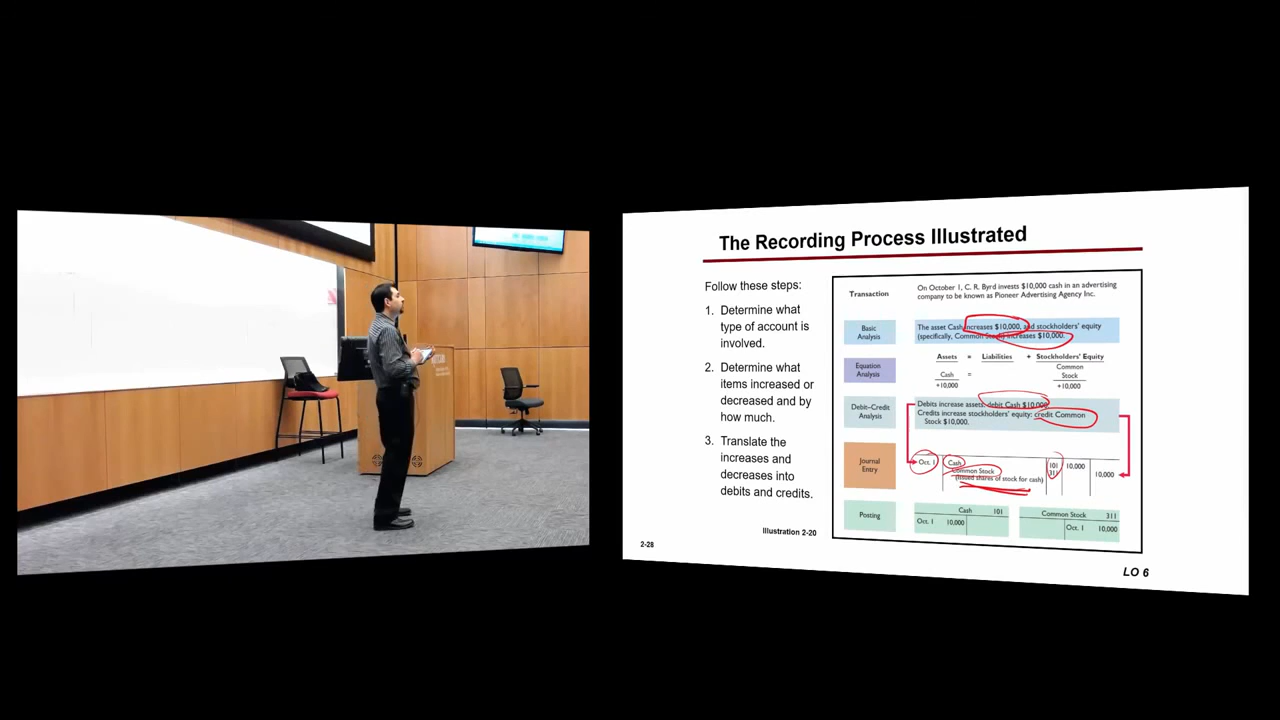 The Recording Process Illustrated
Follow these steps:
1. Determine what
type of account is
involved.
2. Determine what
items increased or
decreased and by
how much.
3. Translate the
increases and
decreases into
debits and credits.
Illustration 2-20
2-28
LO 6
Transaction
On October 1, C. R. Byrd invests $10,000 cash in an advertising
company to be known as Pioneer Advertising Agency Inc.
Basic
Analysis
The asset Cash increases $10,000, and stockholders' equity
(specifically, Common Stock) increases $10,000.
Equation
Analysis
Assets = Liabilities + Stockholders' Equity
Common
Cash = Stock
+10,000 +10,000
Debit–Credit
Analysis
Debits increase assets: debit Cash $10,000.
Credits increase stockholders' equity: credit Common
Stock $10,000.
Journal
Entry
Oct. 1 Cash 101 10,000
Common Stock 311 10,000
(Issued shares of stock for cash)
Posting
Cash 101
Oct. 1 10,000
Common Stock 311
Oct. 1 10,000